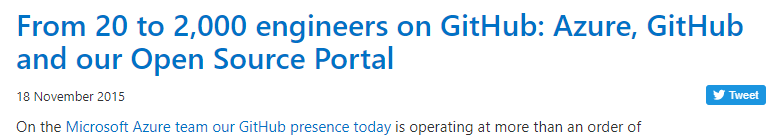 From 20 to 2,000 engineers on GitHub: Azure, GitHub
and our Open Source Portal
18 November 2015
Tweet
On the Microsoft Azure team our GitHub presence today is operating at more than an order of